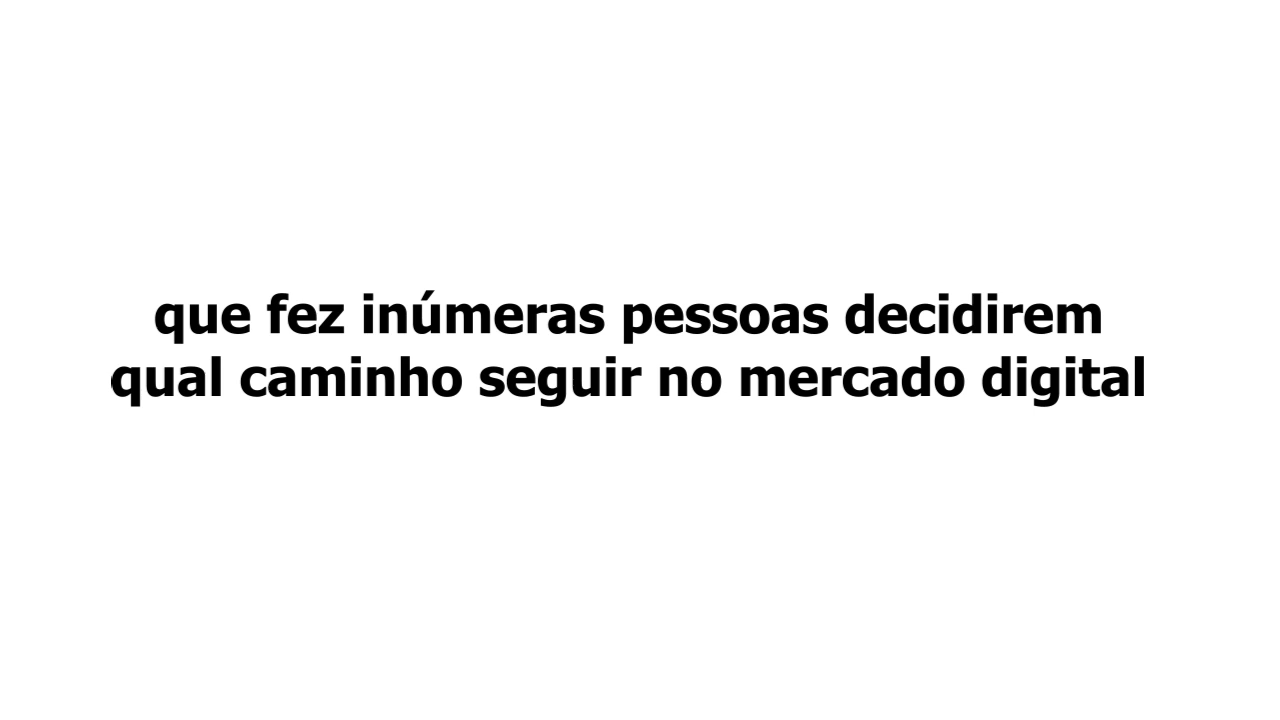 que fez inúmeras pessoas decidirem
qual caminho seguir no mercado digital